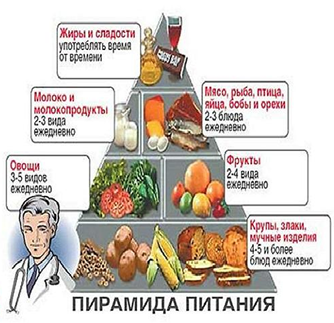 Жиры и сладости
употреблять время
от времени
Молоко и
молокопродукты
2-3 вида
ежедневно
Мясо, рыба, птица,
яйца, бобы и орехи
2-3 блюда
ежедневно
Овощи
3-5 видов
ежедневно
Фрукты
2-4 вида
ежедневно
Крупы, злаки,
мучные изделия
4-5 и более
блюд ежедневно
ПИРАМИДА ПИТАНИЯ